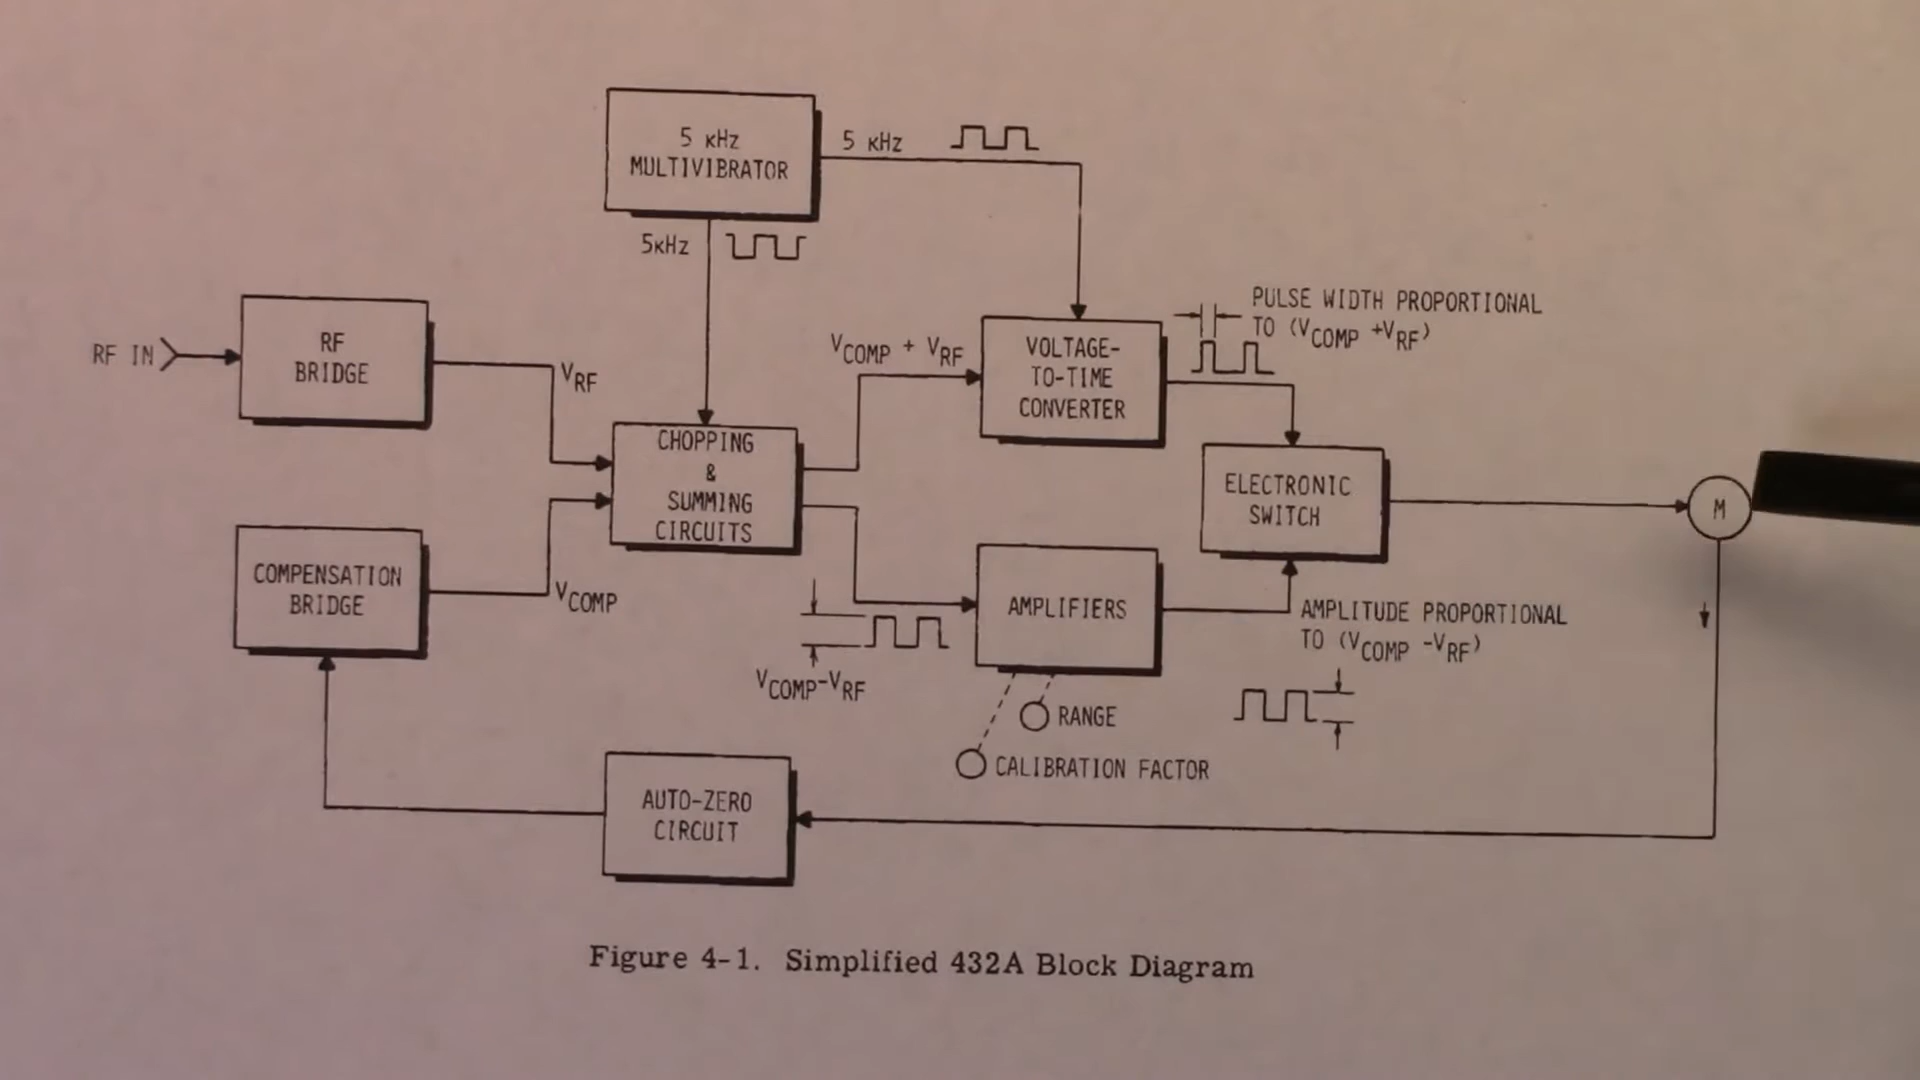 5 KHz
MULTIVIBRATOR
5 KHz
5KHz
RF IN
RF
BRIDGE
VRF
VCOMP + VRF
VOLTAGE-
TO-TIME
CONVERTER
PULSE WIDTH PROPORTIONAL
TO (VCOMP +VRF)
CHOPPING
&
SUMMING
CIRCUITS
ELECTRONIC
SWITCH
M
COMPENSATION
BRIDGE
VCOMP
VCOMP-VRF
AMPLIFIERS
AMPLITUDE PROPORTIONAL
TO (VCOMP -VRF)
RANGE
CALIBRATION FACTOR
AUTO-ZERO
CIRCUIT
Figure 4-1. Simplified 432A Block Diagram